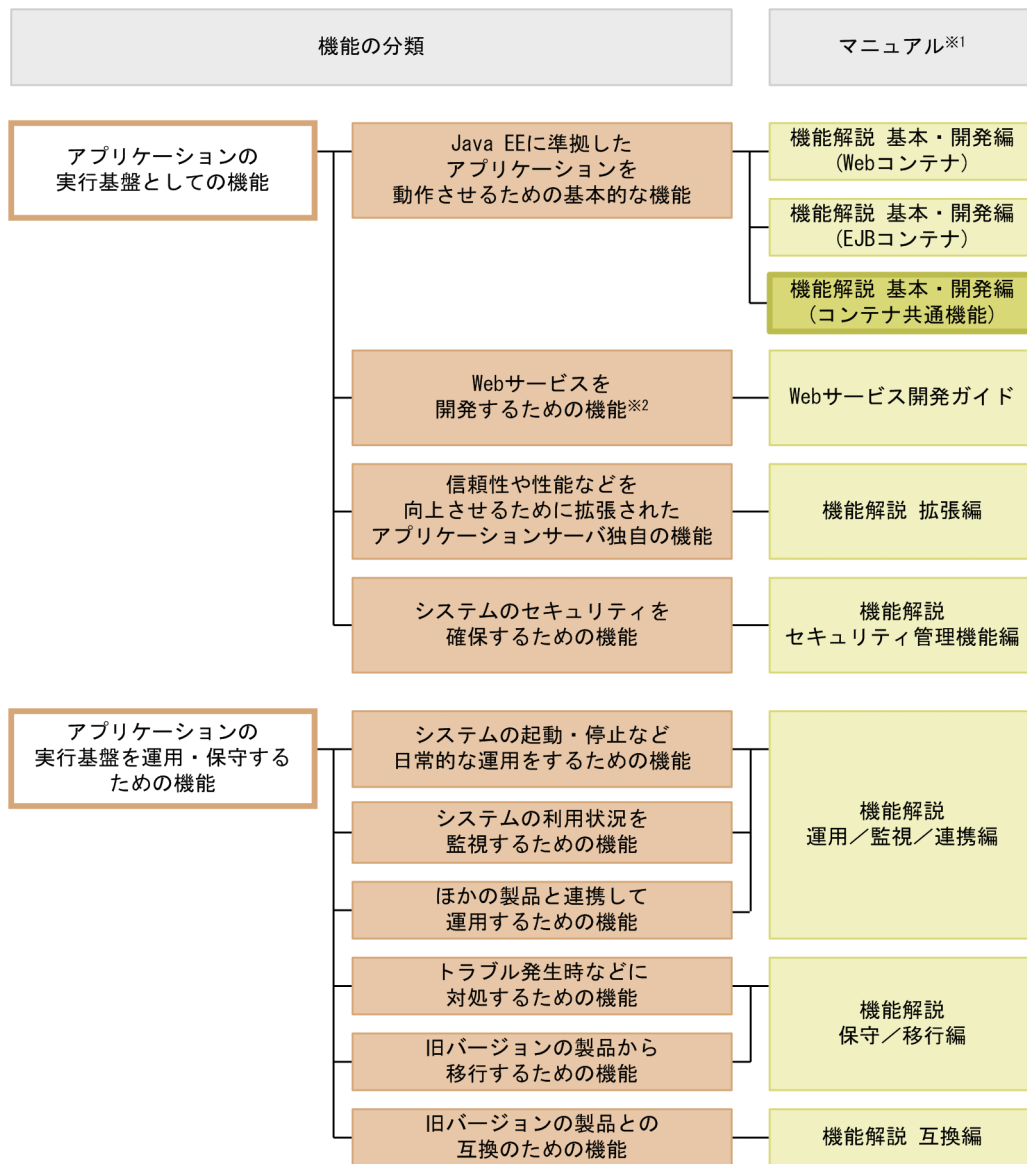 機能の分類
マニュアル※1
アプリケーションの
実行基盤としての機能
Java EEに準拠した
アプリケーションを
動作させるための基本的な機能
機能解説 基本・開発編
(Webコンテナ)
機能解説 基本・開発編
(EJBコンテナ)
機能解説 基本・開発編
(コンテナ共通機能)
Webサービスを
開発するための機能※2
Webサービス開発ガイド
信頼性や性能などを
向上させるために拡張された
アプリケーションサーバ独自の機能
機能解説 拡張編
システムのセキュリティを
確保するための機能
機能解説
セキュリティ管理機能編
アプリケーションの
実行基盤を運用・保守する
ための機能
システムの起動・停止など
日常的な運用をするための機能
システムの利用状況を
監視するための機能
ほかの製品と連携して
運用するための機能
機能解説
運用／監視／連携編
トラブル発生時などに
対処するための機能
旧バージョンの製品から
移行するための機能
機能解説
保守／移行編
旧バージョンの製品との
互換のための機能
機能解説 互換編